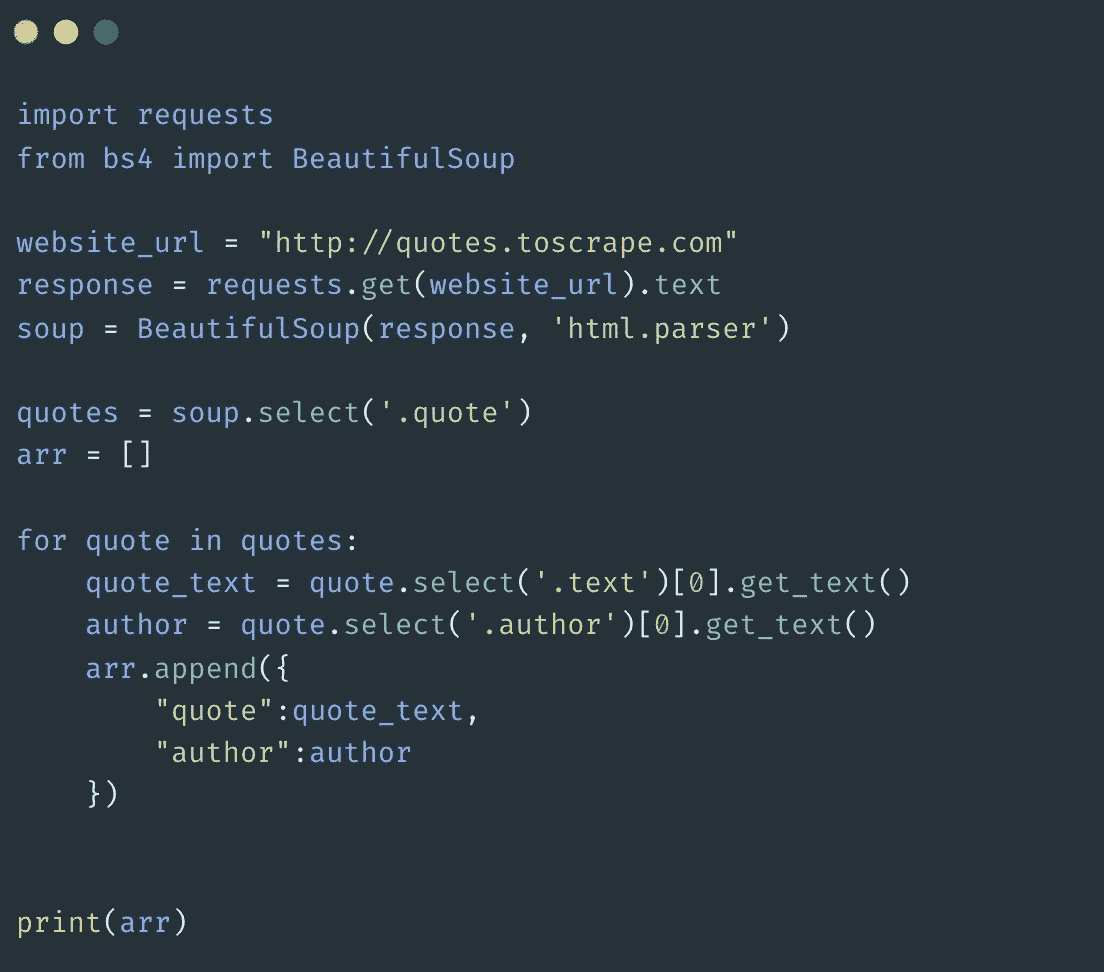 import requests
from bs4 import BeautifulSoup
website_url = "http://quotes.toscrape.com"
response = requests.get(website_url).text
soup = BeautifulSoup(response, 'html.parser')
quotes = soup.select('.quote')
arr = []
for quote in quotes:
    quote_text = quote.select('.text')[0].get_text()
    author = quote.select('.author')[0].get_text()
    arr.append({
        "quote":quote_text,
        "author":author
    })
print(arr)